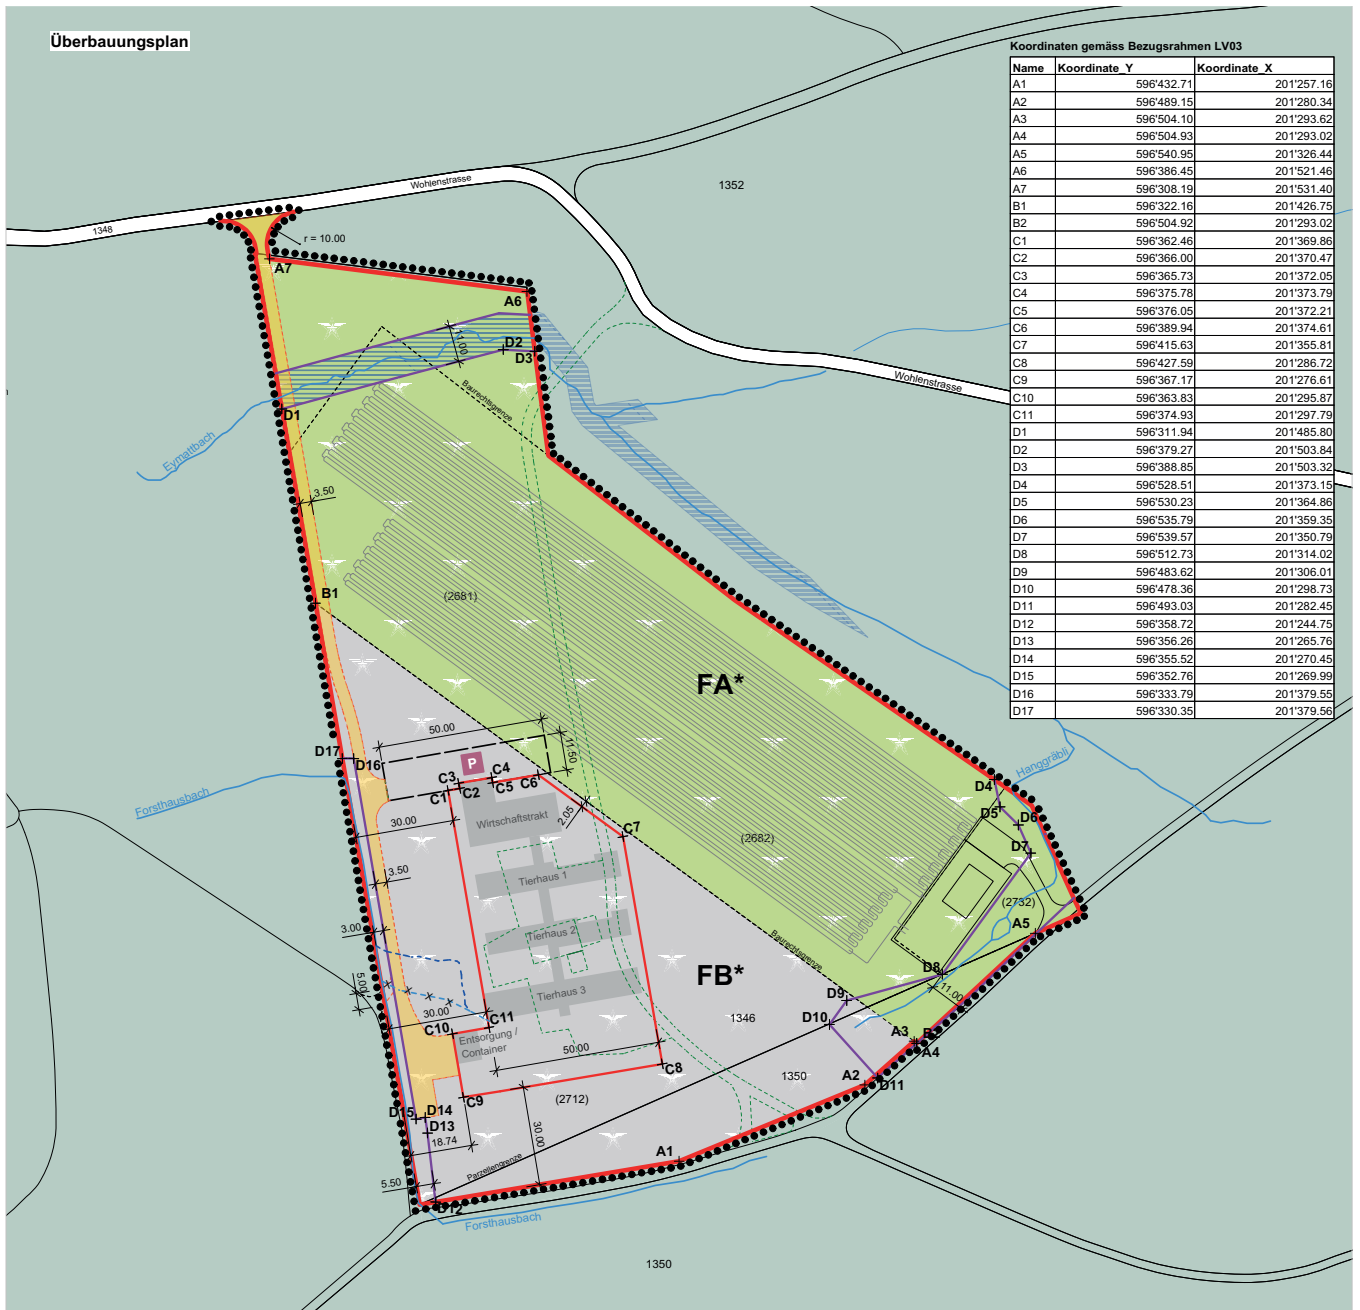 Überbauungsplan
Koordinaten gemäss Bezugsrahmen LV03
Name Koordinate_Y Koordinate_X
A1 596'432.71 201'257.16
A2 596'489.15 201'280.34
A3 596'504.10 201'293.62
A4 596'504.93 201'293.02
A5 596'540.95 201'326.44
A6 596'386.45 201'521.46
A7 596'308.19 201'531.40
B1 596'322.16 201'426.75
B2 596'504.92 201'293.02
C1 596'362.46 201'369.86
C2 596'366.00 201'370.47
C3 596'365.73 201'372.05
C4 596'375.78 201'373.79
C5 596'376.05 201'372.21
C6 596'389.94 201'374.61
C7 596'415.63 201'355.81
C8 596'427.59 201'286.72
C9 596'367.17 201'276.61
C10 596'363.83 201'295.87
C11 596'374.93 201'297.79
D1 596'311.94 201'485.80
D2 596'379.27 201'503.84
D3 596'388.85 201'503.32
D4 596'528.51 201'373.15
D5 596'530.23 201'364.86
D6 596'535.79 201'359.35
D7 596'539.57 201'350.79
D8 596'512.73 201'314.02
D9 596'483.62 201'306.01
D10 596'478.36 201'298.73
D11 596'493.03 201'282.45
D12 596'358.72 201'244.75
D13 596'356.26 201'265.76
D14 596'355.52 201'270.45
D15 596'352.76 201'269.99
D16 596'333.79 201'379.55
D17 596'330.35 201'379.56
Wohlenstrasse
1352
1348
r = 10.00
A7
A6
11.00
D2
D3
Wohlenstrasse
Baurechtsgrenze
D1
Eymattbach
3.50
B1
(2681)
FA*
50.00
11.50
D17
D16
P
C3
C4
C1
C2
C5
C6
Hanggräbli
D4
D5
D6
D7
Forsthausbach
30.00
Wirtschaftstrakt
2.05
C7
(2682)
3.50
Tierhaus 1
(2732)
A5
3.00
Tierhaus 2
Baurechtsgrenze
FB*
D8
5.00
Tierhaus 3
D9
11.00
30.00
C11
D10
1346
C10
Entsorgung /
Container
A3
A4
50.00
C8
1350
A2
D11
C9
(2712)
D15
D14
D13
18.74
30.00
A1
Parzellengrenze
5.50
D12
Forsthausbach
1350